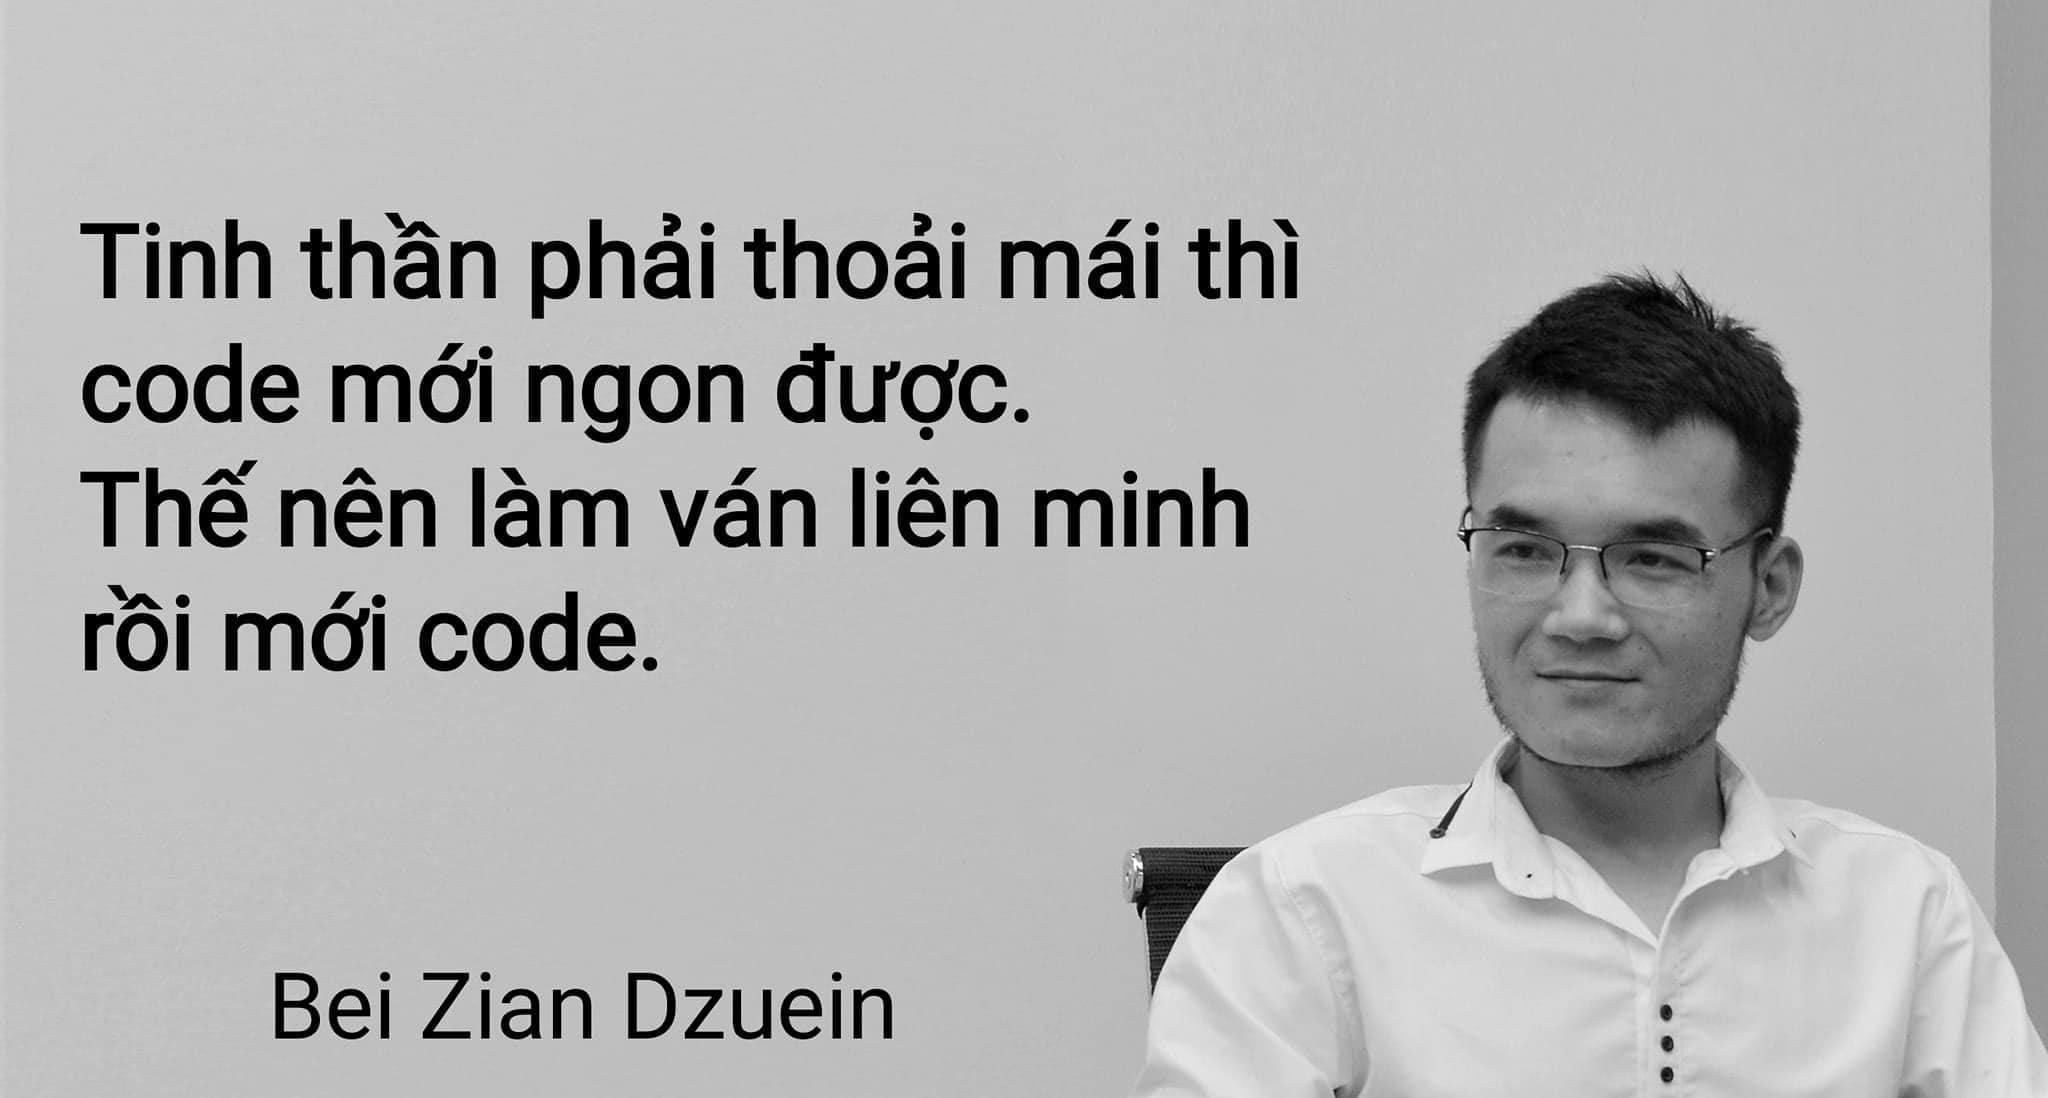 Tinh thần phải thoải mái thì
code mới ngon được.
Thế nên làm ván liên minh
rồi mới code.
Bei Zian Dzuein